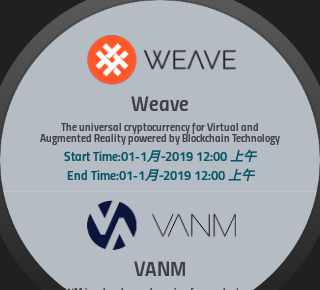 WEAVE
Weave
The universal cryptocurrency for Virtual and
Augmented Reality powered by Blockchain Technology
Start Time:01-1月-2019 12:00 上午
End Time:01-1月-2019 12:00 上午
VANM
VANM